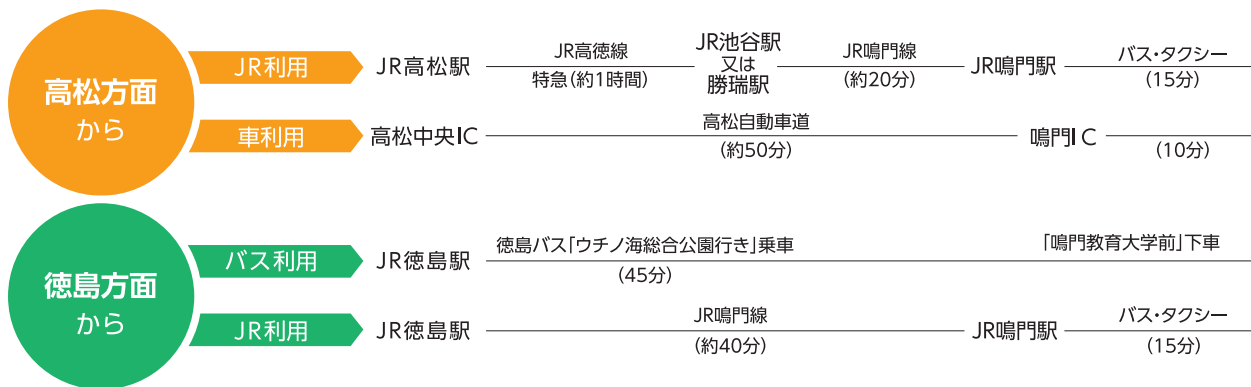 高松方面
から
JR利用
JR高松駅
JR高徳線
特急(約1時間)
JR池谷駅
又は
勝瑞駅
JR鳴門線
(約20分)
JR鳴門駅
バス・タクシー
(15分)
車利用
高松中央IC
高松自動車道
(約50分)
鳴門IC
(10分)
徳島方面
から
バス利用
JR徳島駅
徳島バス「ウチノ海総合公園行き」乗車
(45分)
「鳴門教育大学前」下車
JR利用
JR徳島駅
JR鳴門線
(約40分)
JR鳴門駅
バス・タクシー
(15分)